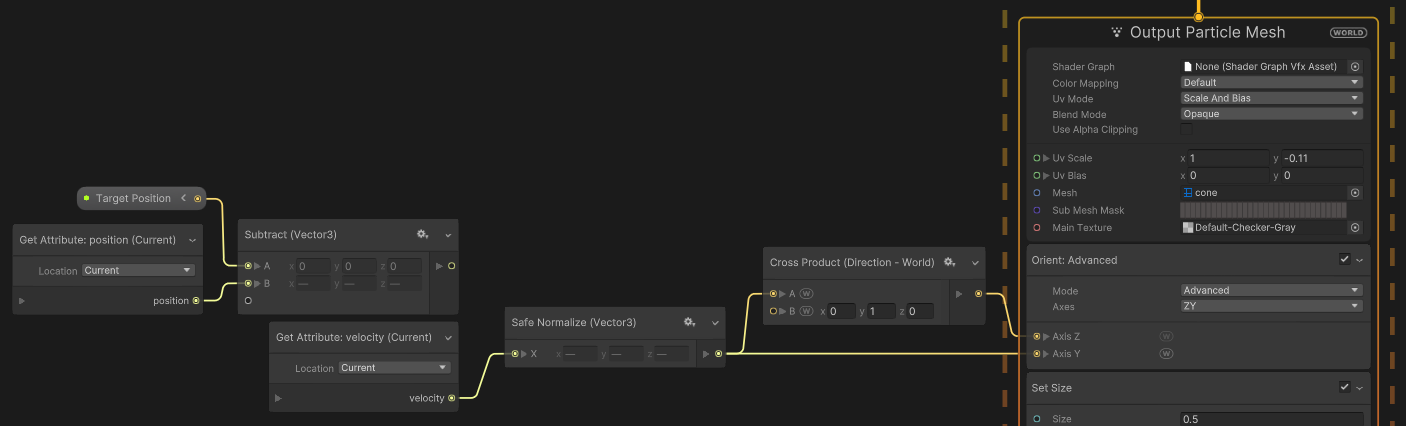 Target Position <
Get Attribute: position (Current)
Location Current
position
Subtract (Vector3)
A x 0 y 0 z 0
B x — y — z —
Get Attribute: velocity (Current)
Location Current
velocity
Safe Normalize (Vector3)
X x — y — z —
Cross Product (Direction - World)
A W
B W x 0 y 1 z 0
Output Particle Mesh WORLD
Shader Graph None (Shader Graph Vfx Asset)
Color Mapping Default
Uv Mode Scale And Bias
Blend Mode Opaque
Use Alpha Clipping
Uv Scale x 1 y -0.11
Uv Bias x 0 y 0
Mesh cone
Sub Mesh Mask
Main Texture Default-Checker-Gray
Orient: Advanced
Mode Advanced
Axes ZY
Axis Z W
Axis Y W
Set Size
Size 0.5